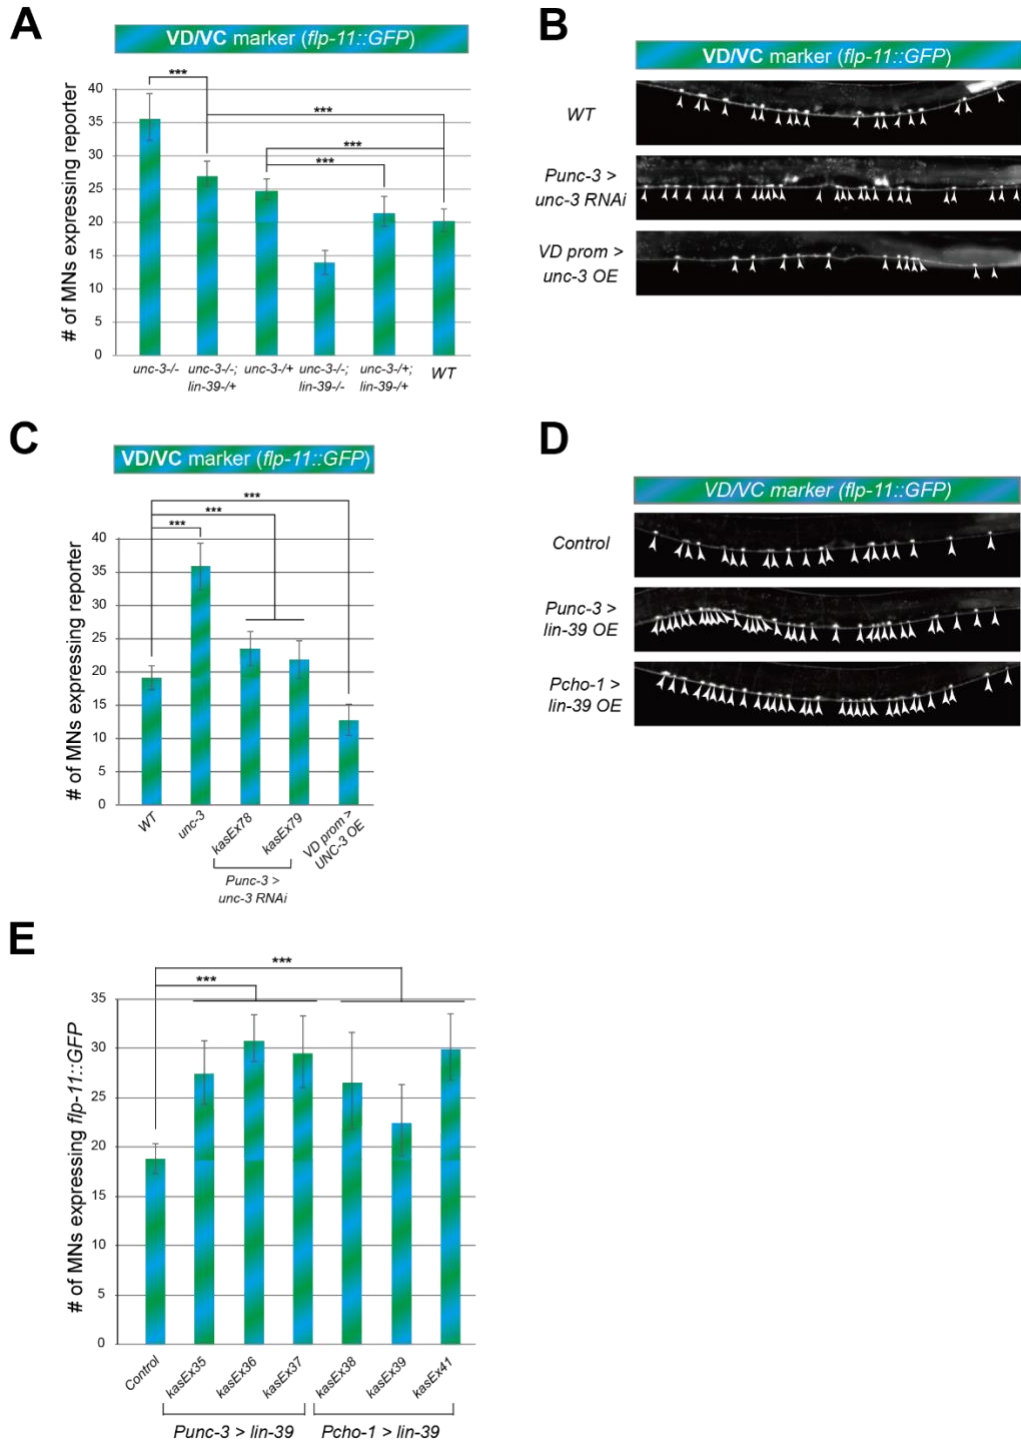 A
VD/VC marker (flp-11::GFP)
# of MNs expressing reporter
40
35
30
25
20
15
10
5
0
***
***
***
***
unc-3-/-
unc-3-/-;
lin-39-/+
unc-3-/+
unc-3-/-;
lin-39-/-
unc-3-/+;
lin-39-/+
WT
B
VD/VC marker (flp-11::GFP)
WT
Punc-3 >
unc-3 RNAi
VD prom >
unc-3 OE
C
VD/VC marker (flp-11::GFP)
# of MNs expressing reporter
40
35
30
25
20
15
10
5
0
***
***
***
WT
unc-3
kasEx78
kasEx79
VD prom >
UNC-3 OE
Punc-3 >
unc-3 RNAi
D
VD/VC marker (flp-11::GFP)
Control
Punc-3 >
lin-39 OE
Pcho-1 >
lin-39 OE
E
# of MNs expressing flp-11::GFP
35
30
25
20
15
10
5
0
***
***
Control
kasEx35
kasEx36
kasEx37
kasEx38
kasEx39
kasEx41
Punc-3 > lin-39
Pcho-1 > lin-39